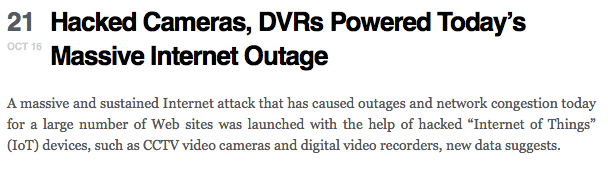 21 Hacked Cameras, DVRs Powered Today’s
OCT 16 Massive Internet Outage
A massive and sustained Internet attack that has caused outages and network congestion today
for a large number of Web sites was launched with the help of hacked “Internet of Things”
(IoT) devices, such as CCTV video cameras and digital video recorders, new data suggests.